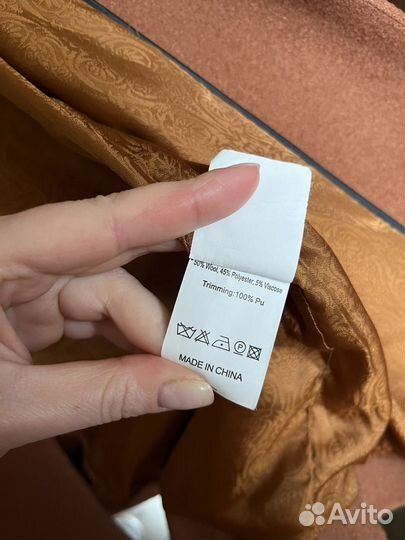 50% Wool, 45% Polyester, 5% Viscose
Trimming:100% Pu
P
MADE IN CHINA
Avito